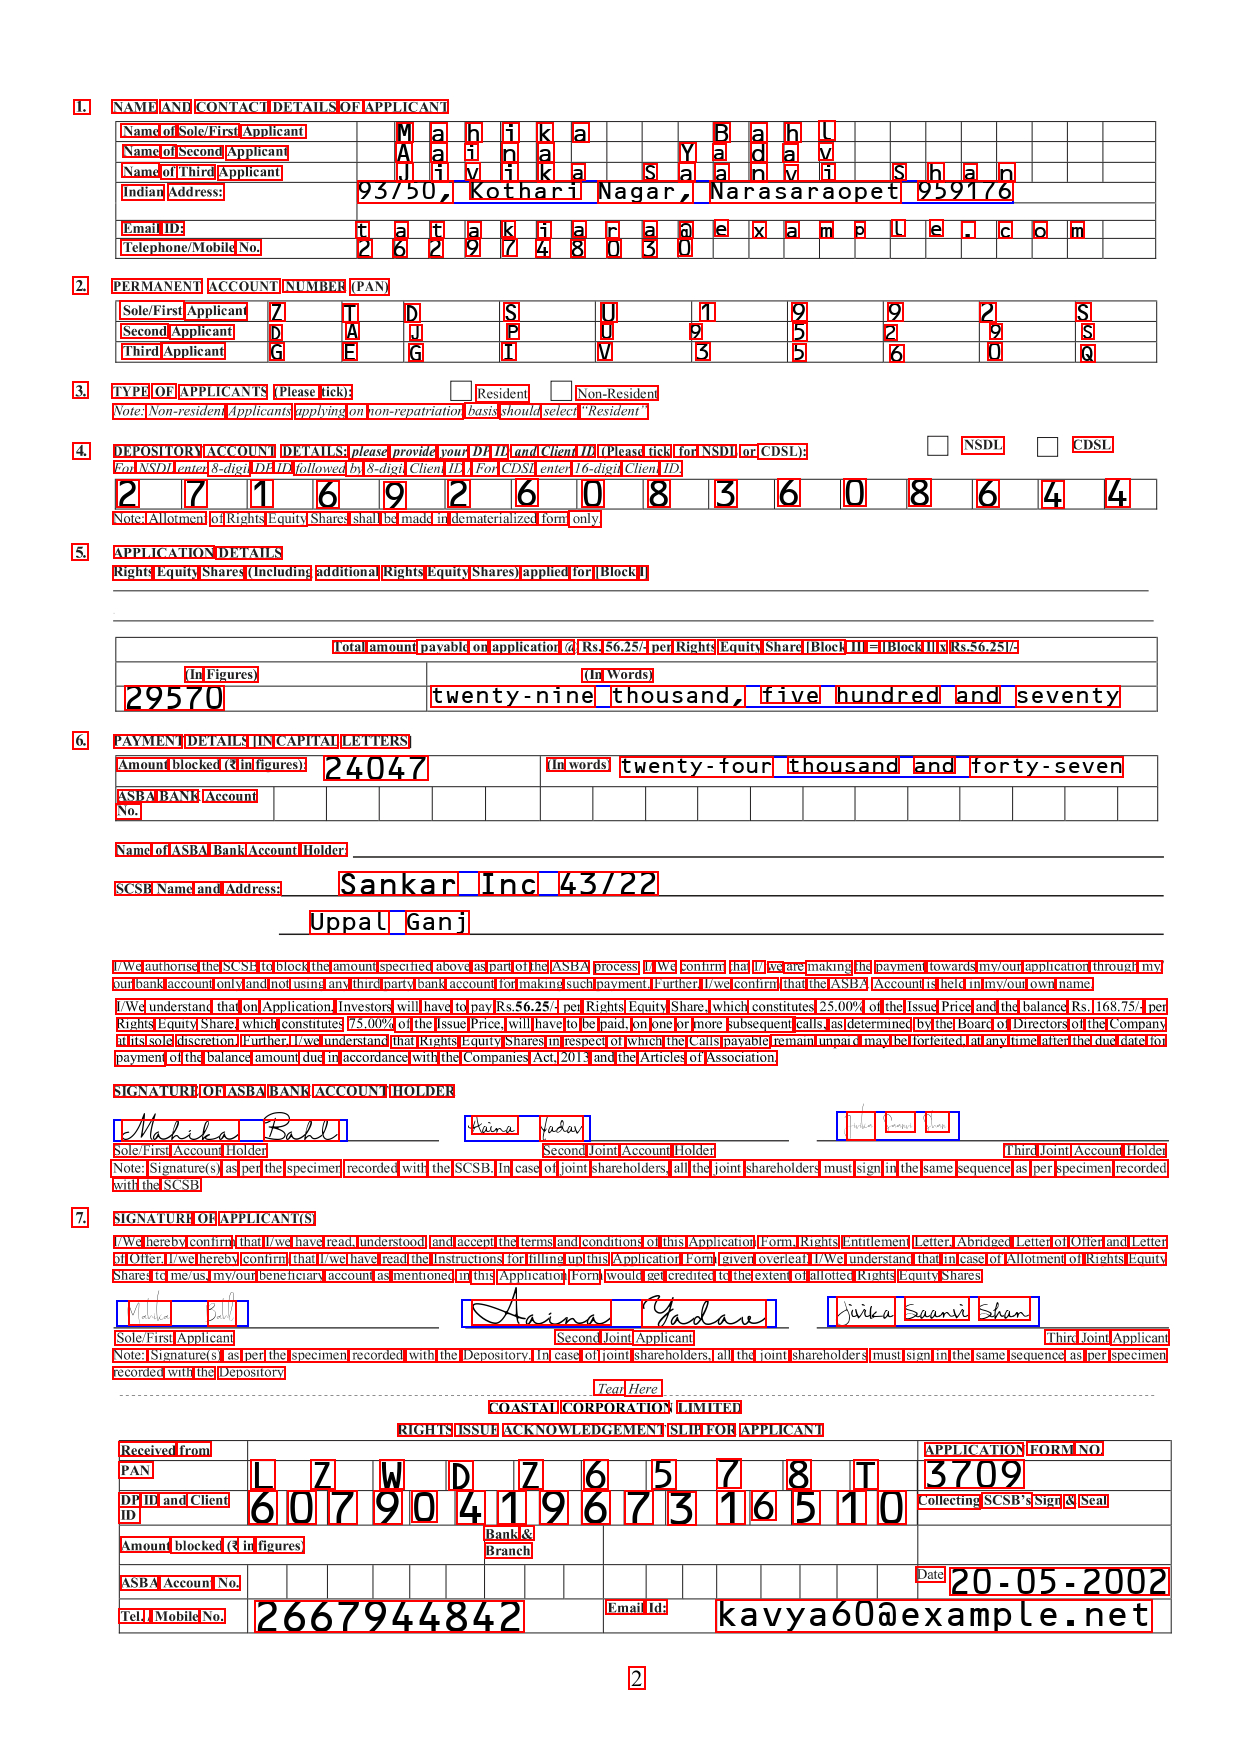 1. NAME AND CONTACT DETAILS OF APPLICANT
Name of Sole/First Applicant Mahika Bahl
Name of Second Applicant Aaina Yadav
Name of Third Applicant Jivika Saanvi Shan
Indian Address: 93/50, Kothari Nagar, Narasaraopet 959176
Email ID: tatakiara@example.com
Telephone/Mobile No. 2629748030
2. PERMANENT ACCOUNT NUMBER (PAN)
Sole/First Applicant Z T D S U 1 9 9 2 S
Second Applicant D A J P U 9 5 2 9 S
Third Applicant G E G I V 3 5 6 0 Q
3. TYPE OF APPLICANTS (Please tick): Resident Non-Resident
Note: Non-resident Applicants applying on non-repatriation basis should select "Resident"
4. DEPOSITORY ACCOUNT DETAILS: please provide your DP ID and Client ID (Please tick for NSDL or CDSL): NSDL CDSL
For NSDL enter 8-digit DP ID followed by 8-digit Client ID / For CDSL enter 16-digit Client ID.
2 7 1 6 9 2 6 0 8 3 6 0 8 6 4 4
Note: Allotment of Rights Equity Shares shall be made in dematerialized form only.
5. APPLICATION DETAILS
Rights Equity Shares (Including additional Rights Equity Shares) applied for [Block I]
Total amount payable on application @ Rs. 56.25/- per Rights Equity Share [Block II] = [Block I] x Rs.56.25]/-
(In Figures) (In Words)
29570 twenty-nine thousand, five hundred and seventy
6. PAYMENT DETAILS [IN CAPITAL LETTERS]
Amount blocked (₹ in figures): 24047 (In words) twenty-four thousand and forty-seven
ASBA BANK Account
No.
Name of ASBA Bank Account Holder:
SCSB Name and Address: Sankar Inc 43/22
Uppal Ganj
I/We authorise the SCSB to block the amount specified above as part of the ASBA process. I/We confirm that I/ we are making the payment towards my/our application through my/
our bank account only and not using any third party bank account for making such payment. Further, I/we confirm that the ASBA Account is held in my/our own name.
I/We understand that on Application, Investors will have to pay Rs.56.25/- per Rights Equity Share, which constitutes 25.00% of the Issue Price and the balance Rs. 168.75/- per
Rights Equity Share, which constitutes 75.00% of the Issue Price, will have to be paid, on one or more subsequent calls, as determined by the Board of Directors of the Company
at its sole discretion. Further, I/we understand that Rights Equity Shares in respect of which the Calls payable remain unpaid may be forfeited, at any time after the due date for
payment of the balance amount due in accordance with the Companies Act, 2013 and the Articles of Association.
SIGNATURE OF ASBA BANK ACCOUNT HOLDER
Mahika Bahl Aaina Yadav Jivika Saanvi Shan
Sole/First Account Holder Second Joint Account Holder Third Joint Account Holder
Note: Signature(s) as per the specimen recorded with the SCSB. In case of joint shareholders, all the joint shareholders must sign in the same sequence as per specimen recorded
with the SCSB
7. SIGNATURE OF APPLICANT(S)
I/We hereby confirm that I/we have read, understood and accept the terms and conditions of this Application Form, Rights Entitlement Letter, Abridged Letter of Offer and Letter
of Offer. I/we hereby confirm that I/we have read the Instructions for filling up this Application Form given overleaf. I/We understand that in case of Allotment of Rights Equity
Shares to me/us, my/our beneficiary account as mentioned in this Application Form would get credited to the extent of allotted Rights Equity Shares
Mahika Bahl Aaina Yadav Jivika Saanvi Shan
Sole/First Applicant Second Joint Applicant Third Joint Applicant
Note: Signature(s) as per the specimen recorded with the Depository. In case of joint shareholders, all the joint shareholders must sign in the same sequence as per specimen
recorded with the Depository
Tear Here
COASTAL CORPORATION LIMITED
RIGHTS ISSUE ACKNOWLEDGEMENT SLIP FOR APPLICANT
Received from APPLICATION FORM NO.
PAN L Z W D Z 6 5 7 8 T 3709
DP ID and Client
ID 6 0 7 9 0 4 1 9 6 7 3 1 6 5 1 0 Collecting SCSB's Sign & Seal
Amount blocked (₹ in figures) Bank &
Branch
ASBA Account No. Date 20-05-2002
Tel./ Mobile No. 2667944842 Email Id: kavya60@example.net
2